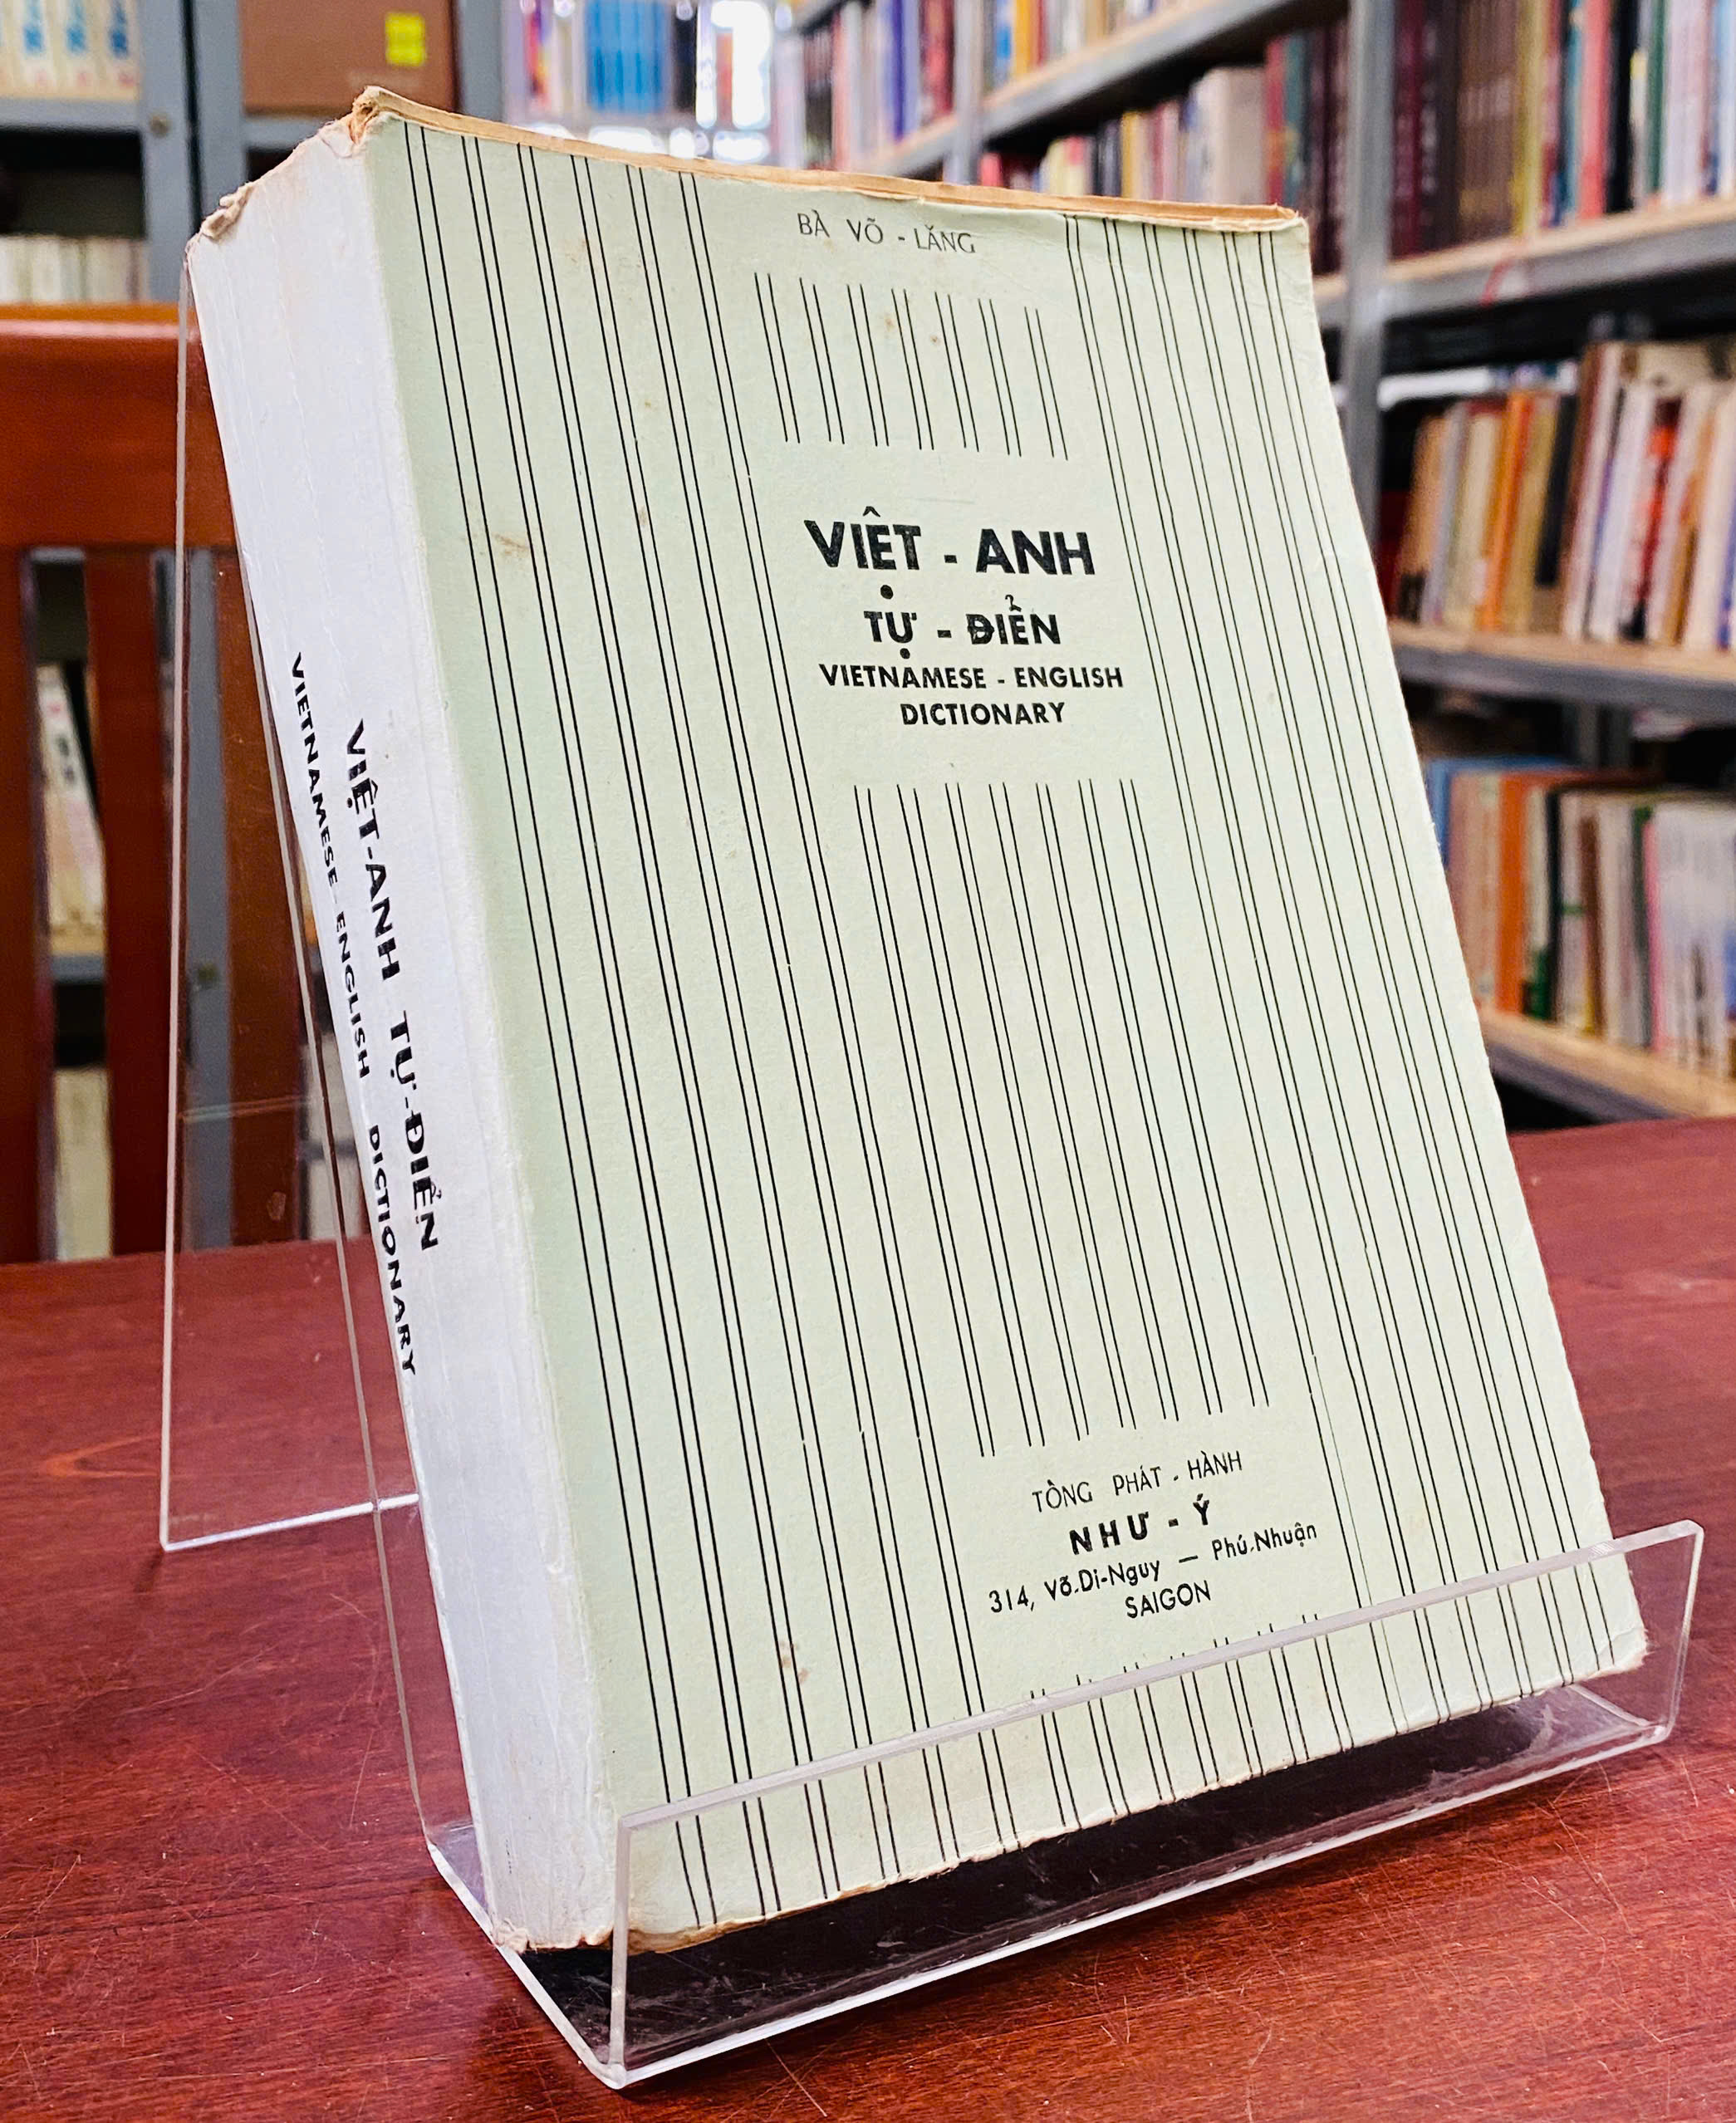 BÀ VÕ - LĂNG
VIỆT - ANH
TỰ - ĐIỂN
VIETNAMESE - ENGLISH
DICTIONARY
TỔNG PHÁT - HÀNH
NHƯ - Ý
314, Võ-Di-Nguy — Phú-Nhuận
SAIGON
VIỆT-ANH TỰ-ĐIỂN
VIETNAMESE - ENGLISH DICTIONARY